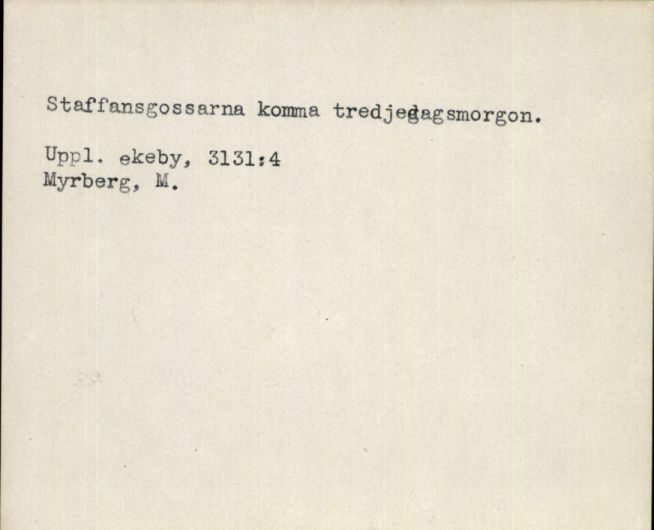 Staffansgossarna komma tredjedagsmorgon.
Uppl. ekeby, 3131:4
Myrberg, M.